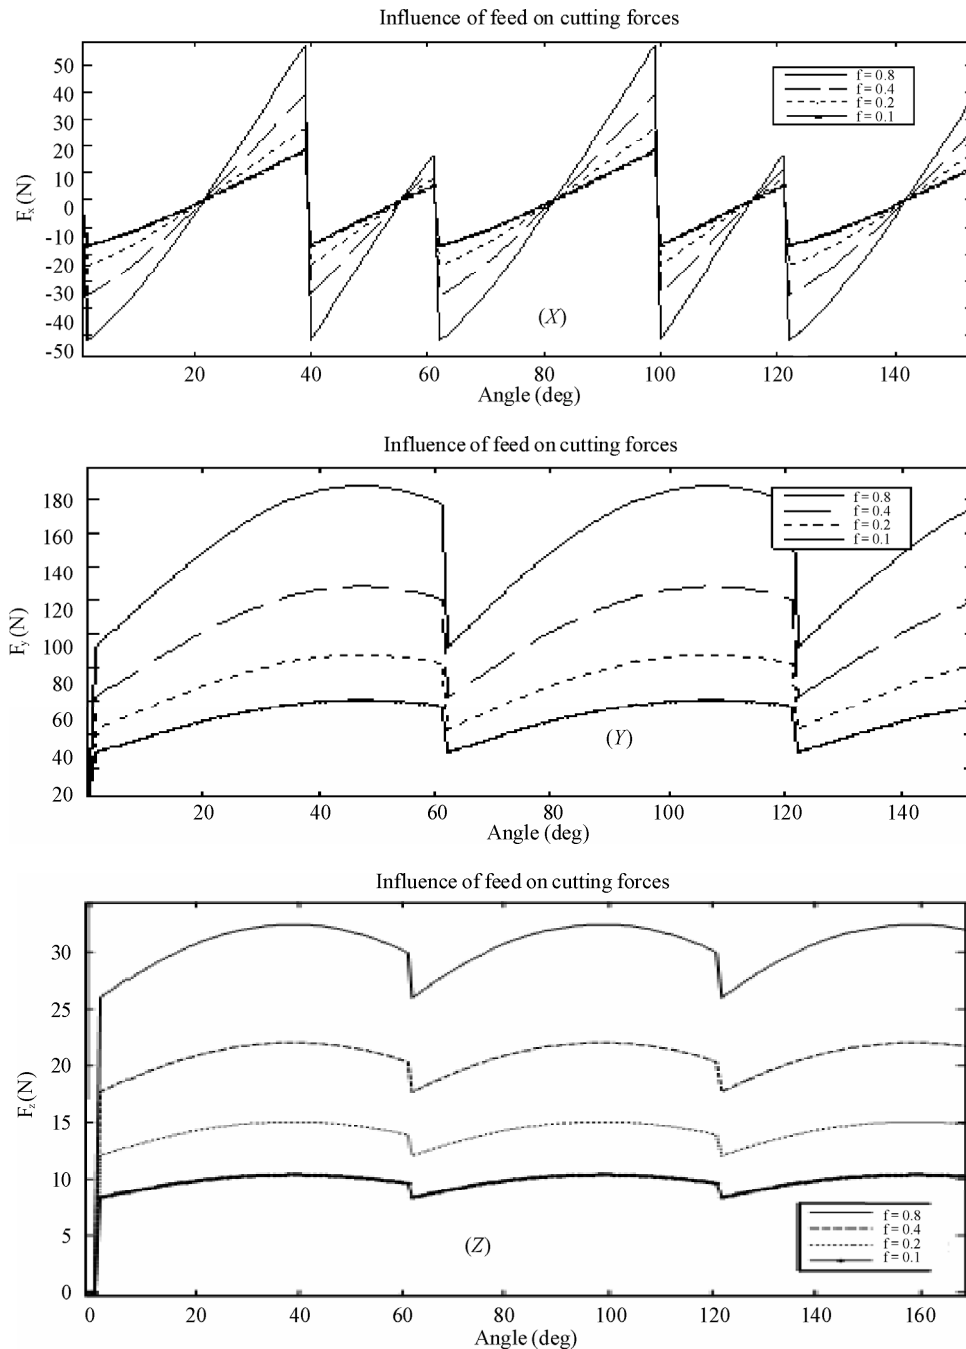 Influence of feed on cutting forces
50
40
30
20
10
0
-10
-20
-30
-40
-50
Fx (N)
f = 0.8
f = 0.4
f = 0.2
f = 0.1
(X)
20
40
60
80
100
120
140
Angle (deg)
Influence of feed on cutting forces
180
160
140
120
100
80
60
40
20
Fy (N)
f = 0.8
f = 0.4
f = 0.2
f = 0.1
(Y)
20
40
60
80
100
120
140
Angle (deg)
Influence of feed on cutting forces
30
25
20
15
10
5
0
Fz (N)
f = 0.8
f = 0.4
f = 0.2
f = 0.1
(Z)
0
20
40
60
80
100
120
140
160
Angle (deg)